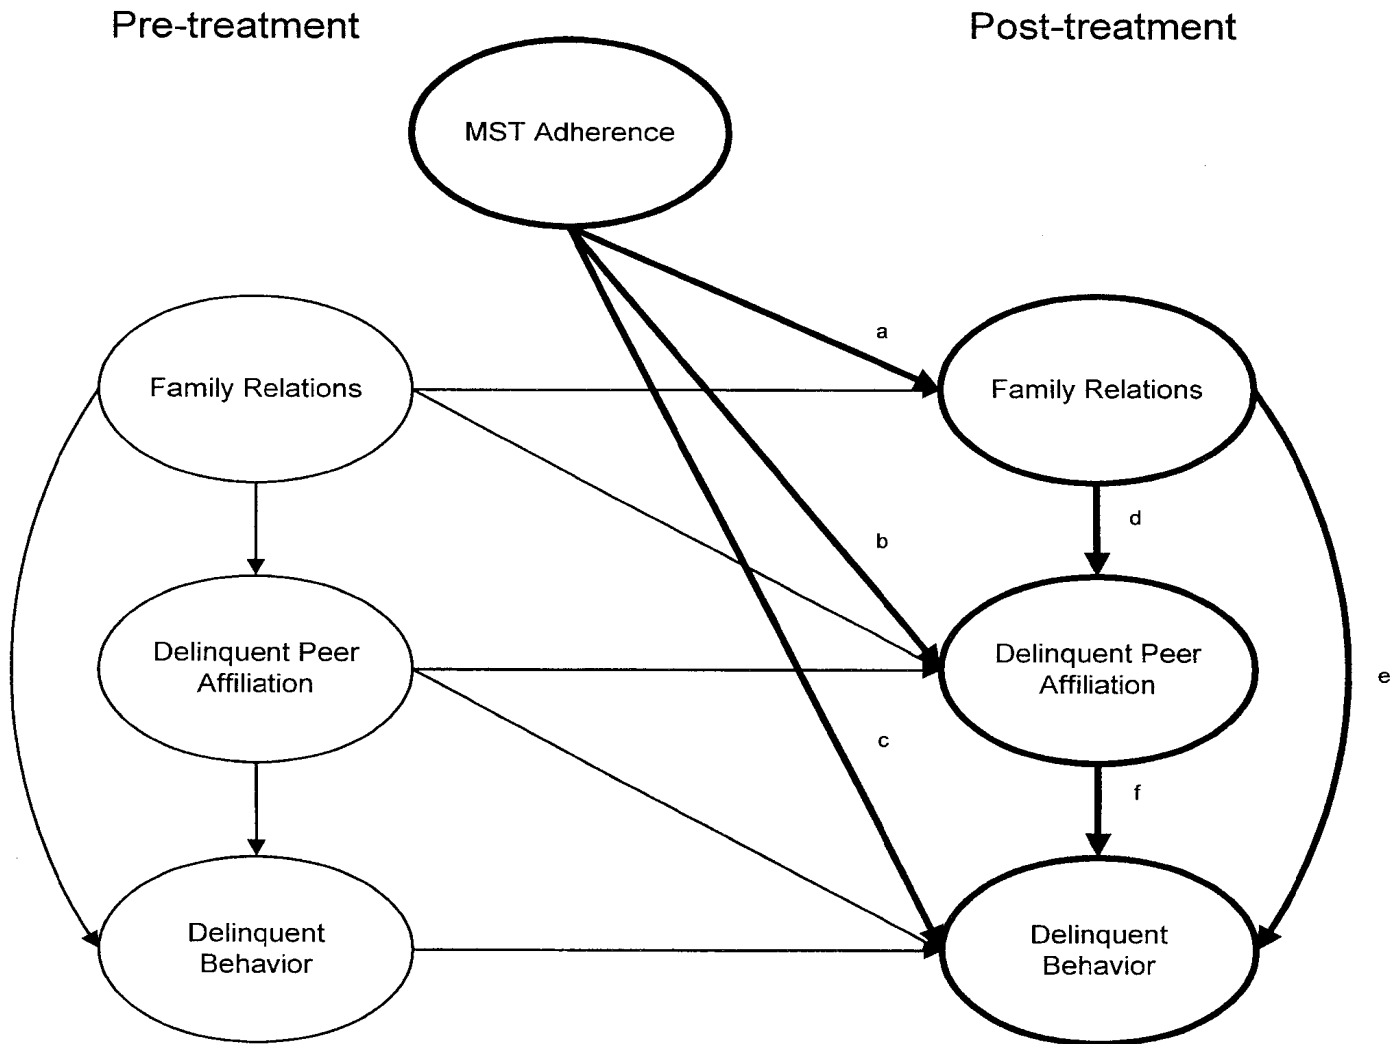 Pre-treatment
Post-treatment
MST Adherence
a
Family Relations
Family Relations
d
b
Delinquent Peer
Affiliation
Delinquent Peer
Affiliation
e
c
f
Delinquent
Behavior
Delinquent
Behavior